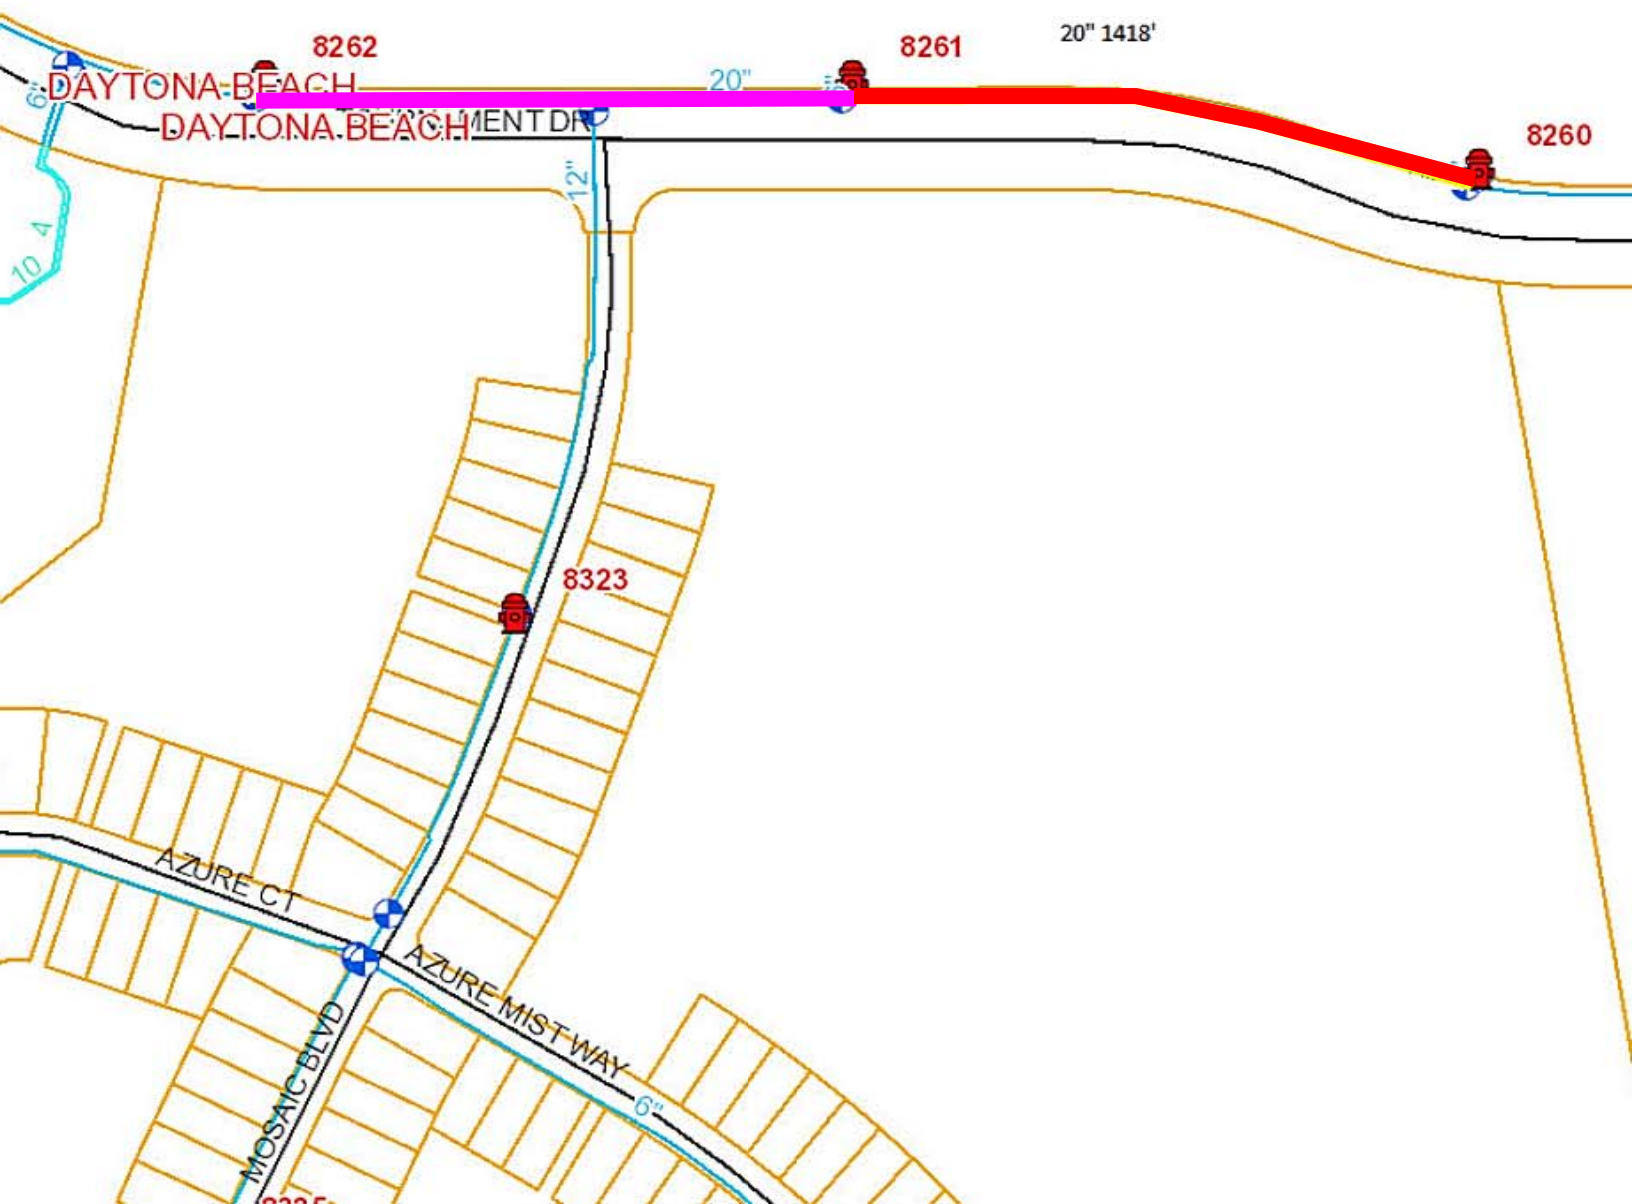 8262
8261
20" 1418'
8260
DAYTONA BEACH
20"
6"
DAYTONA BEACH
MENT DR
12"
4
10
8323
AZURE CT
AZURE MIST WAY
MOSAIC BLVD
6"